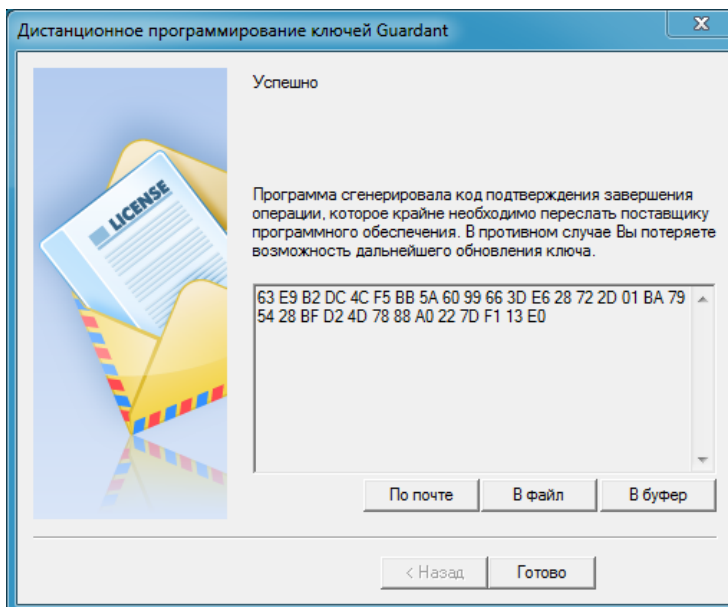 Дистанционное программирование ключей Guardant
Успешно
LICENSE
Программа сгенерировала код подтверждения завершения
операции, которое крайне необходимо переслать поставщику
программного обеспечения. В противном случае Вы потеряете
возможность дальнейшего обновления ключа.
63 E9 B2 DC 4C F5 BB 5A 60 99 66 3D E6 28 72 2D 01 BA 79
54 28 BF D2 4D 78 88 A0 22 7D F1 13 E0
По почте В файл В буфер
< Назад Готово